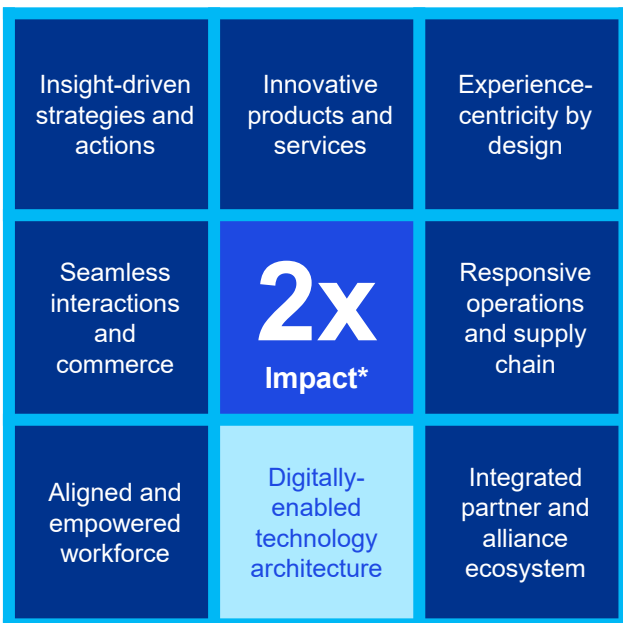 Insight-driven
strategies and
actions
Innovative
products and
services
Experience-
centricity by
design
Seamless
interactions
and
commerce
2x
Impact*
Responsive
operations
and supply
chain
Aligned and
empowered
workforce
Digitally-
enabled
technology
architecture
Integrated
partner and
alliance
ecosystem